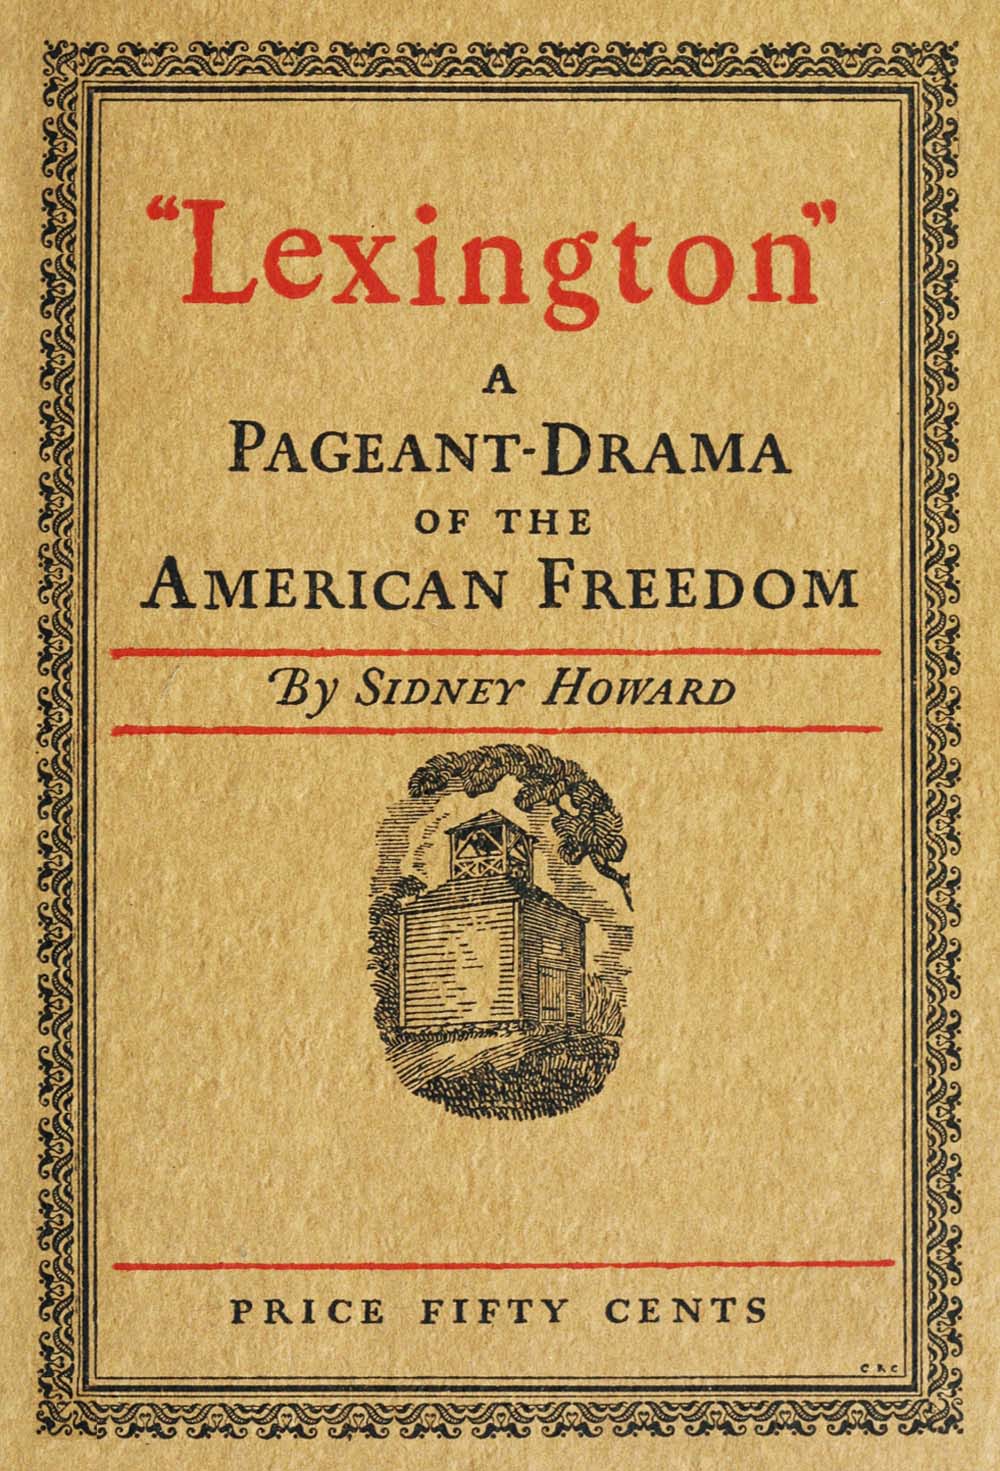 "Lexington"
A
PAGEANT-DRAMA
OF THE
AMERICAN FREEDOM
By SIDNEY HOWARD
PRICE FIFTY CENTS
C R C